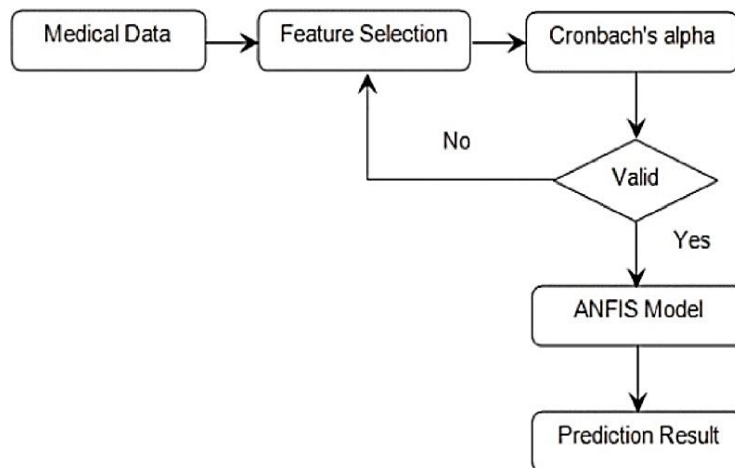 Medical Data
Feature Selection
Cronbach's alpha
No
Valid
Yes
ANFIS Model
Prediction Result